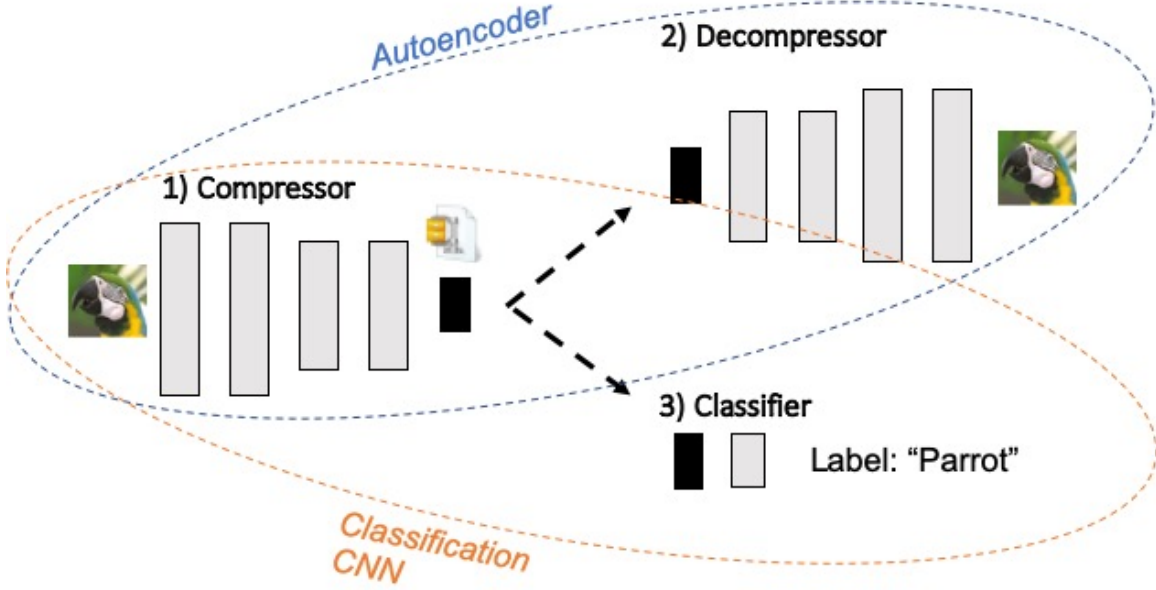 Autoencoder
2) Decompressor
1) Compressor
3) Classifier
Label: “Parrot”
Classification
CNN